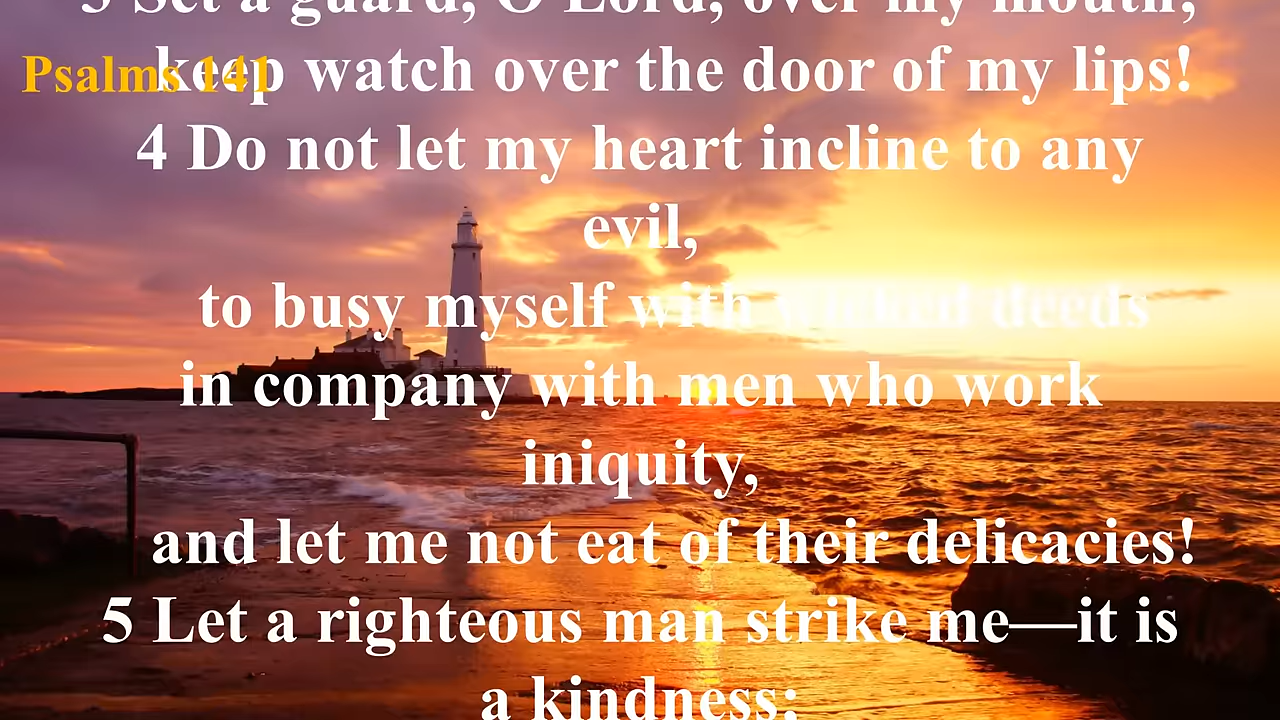 3 Set a guard, O Lord, over my mouth;
Psalms 141
keep watch over the door of my lips!
4 Do not let my heart incline to any
evil,
to busy myself with wicked deeds
in company with men who work
iniquity,
and let me not eat of their delicacies!
5 Let a righteous man strike me—it is
a kindness;